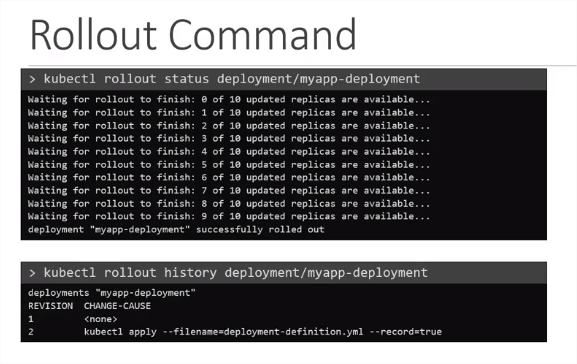 Rollout Command
> kubectl rollout status deployment/myapp-deployment
Waiting for rollout to finish: 0 of 10 updated replicas are available...
Waiting for rollout to finish: 1 of 10 updated replicas are available...
Waiting for rollout to finish: 2 of 10 updated replicas are available...
Waiting for rollout to finish: 3 of 10 updated replicas are available...
Waiting for rollout to finish: 4 of 10 updated replicas are available...
Waiting for rollout to finish: 5 of 10 updated replicas are available...
Waiting for rollout to finish: 6 of 10 updated replicas are available...
Waiting for rollout to finish: 7 of 10 updated replicas are available...
Waiting for rollout to finish: 8 of 10 updated replicas are available...
Waiting for rollout to finish: 9 of 10 updated replicas are available...
deployment "myapp-deployment" successfully rolled out
> kubectl rollout history deployment/myapp-deployment
deployments "myapp-deployment"
REVISION CHANGE-CAUSE
1 <none>
2 kubectl apply --filename=deployment-definition.yml --record=true